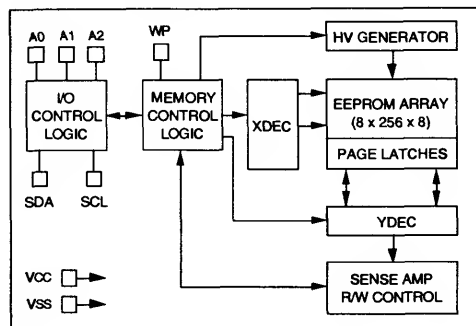 A0 A1 A2
WP
HV GENERATOR
I/O
CONTROL
LOGIC
MEMORY
CONTROL
LOGIC
XDEC
EEPROM ARRAY
(8 x 256 x 8)
PAGE LATCHES
SDA SCL
YDEC
VCC
VSS
SENSE AMP
R/W CONTROL